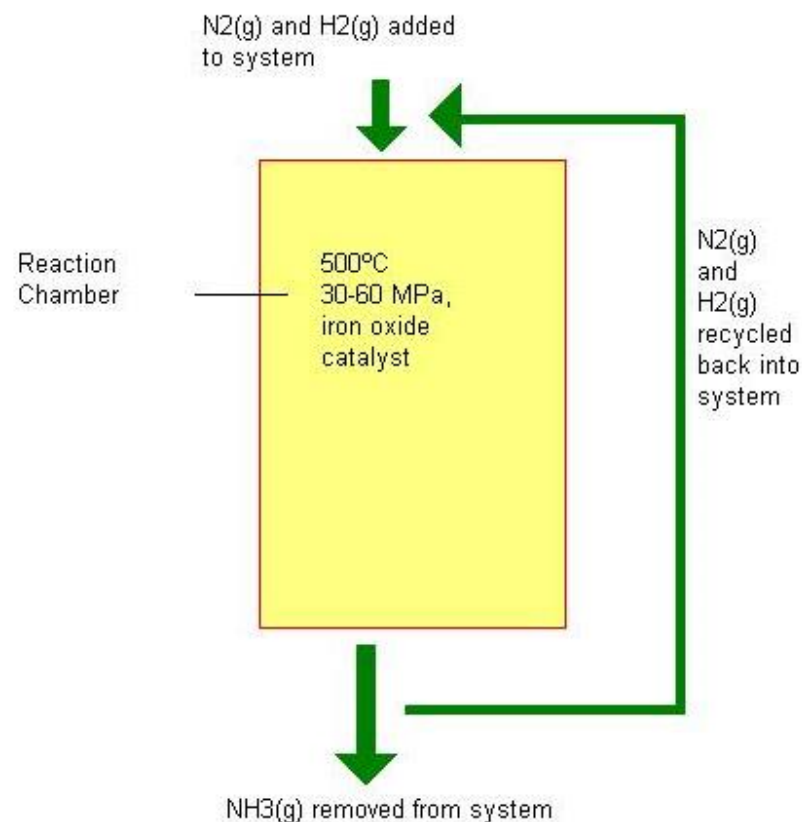 N2(g) and H2(g) added
to system
Reaction
Chamber
500ºC
30-60 MPa,
iron oxide
catalyst
N2(g)
and
H2(g)
recycled
back into
system
NH3(g) removed from system